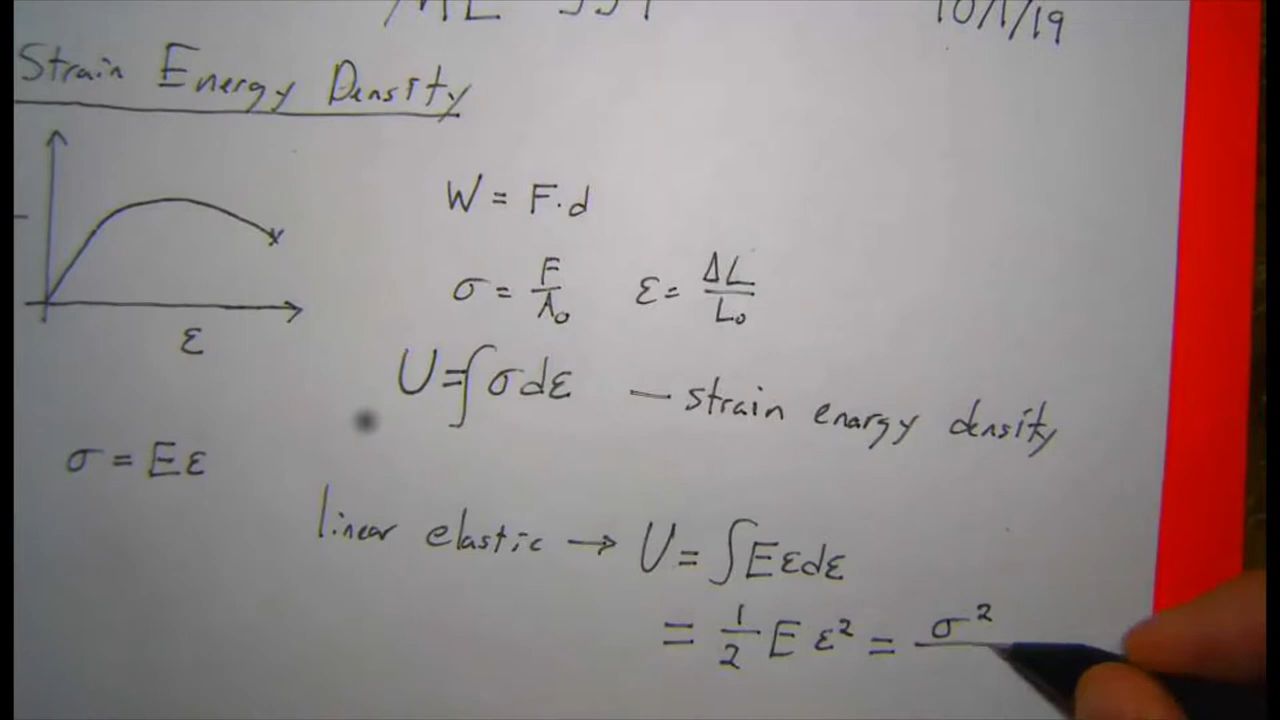 10/1/19
Strain Energy Density
W = F·d
σ = F/A₀ ε = ΔL/L₀
ε
U = ∫σdε — strain energy density
σ = Eε
linear elastic → U = ∫Eεdε
= 1/2 E ε² = σ²